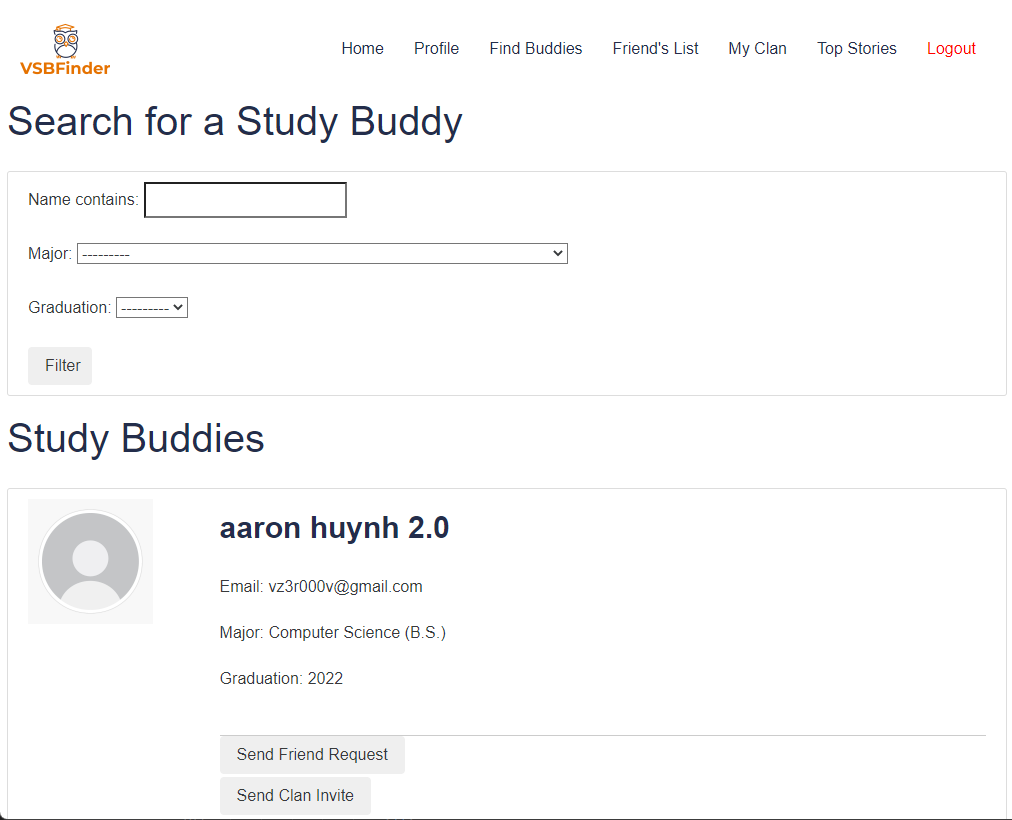 VSBFinder
Home Profile Find Buddies Friend's List My Clan Top Stories Logout
Search for a Study Buddy
Name contains:
Major: ---------
Graduation: ---------
Filter
Study Buddies
aaron huynh 2.0
Email: vz3r000v@gmail.com
Major: Computer Science (B.S.)
Graduation: 2022
Send Friend Request
Send Clan Invite